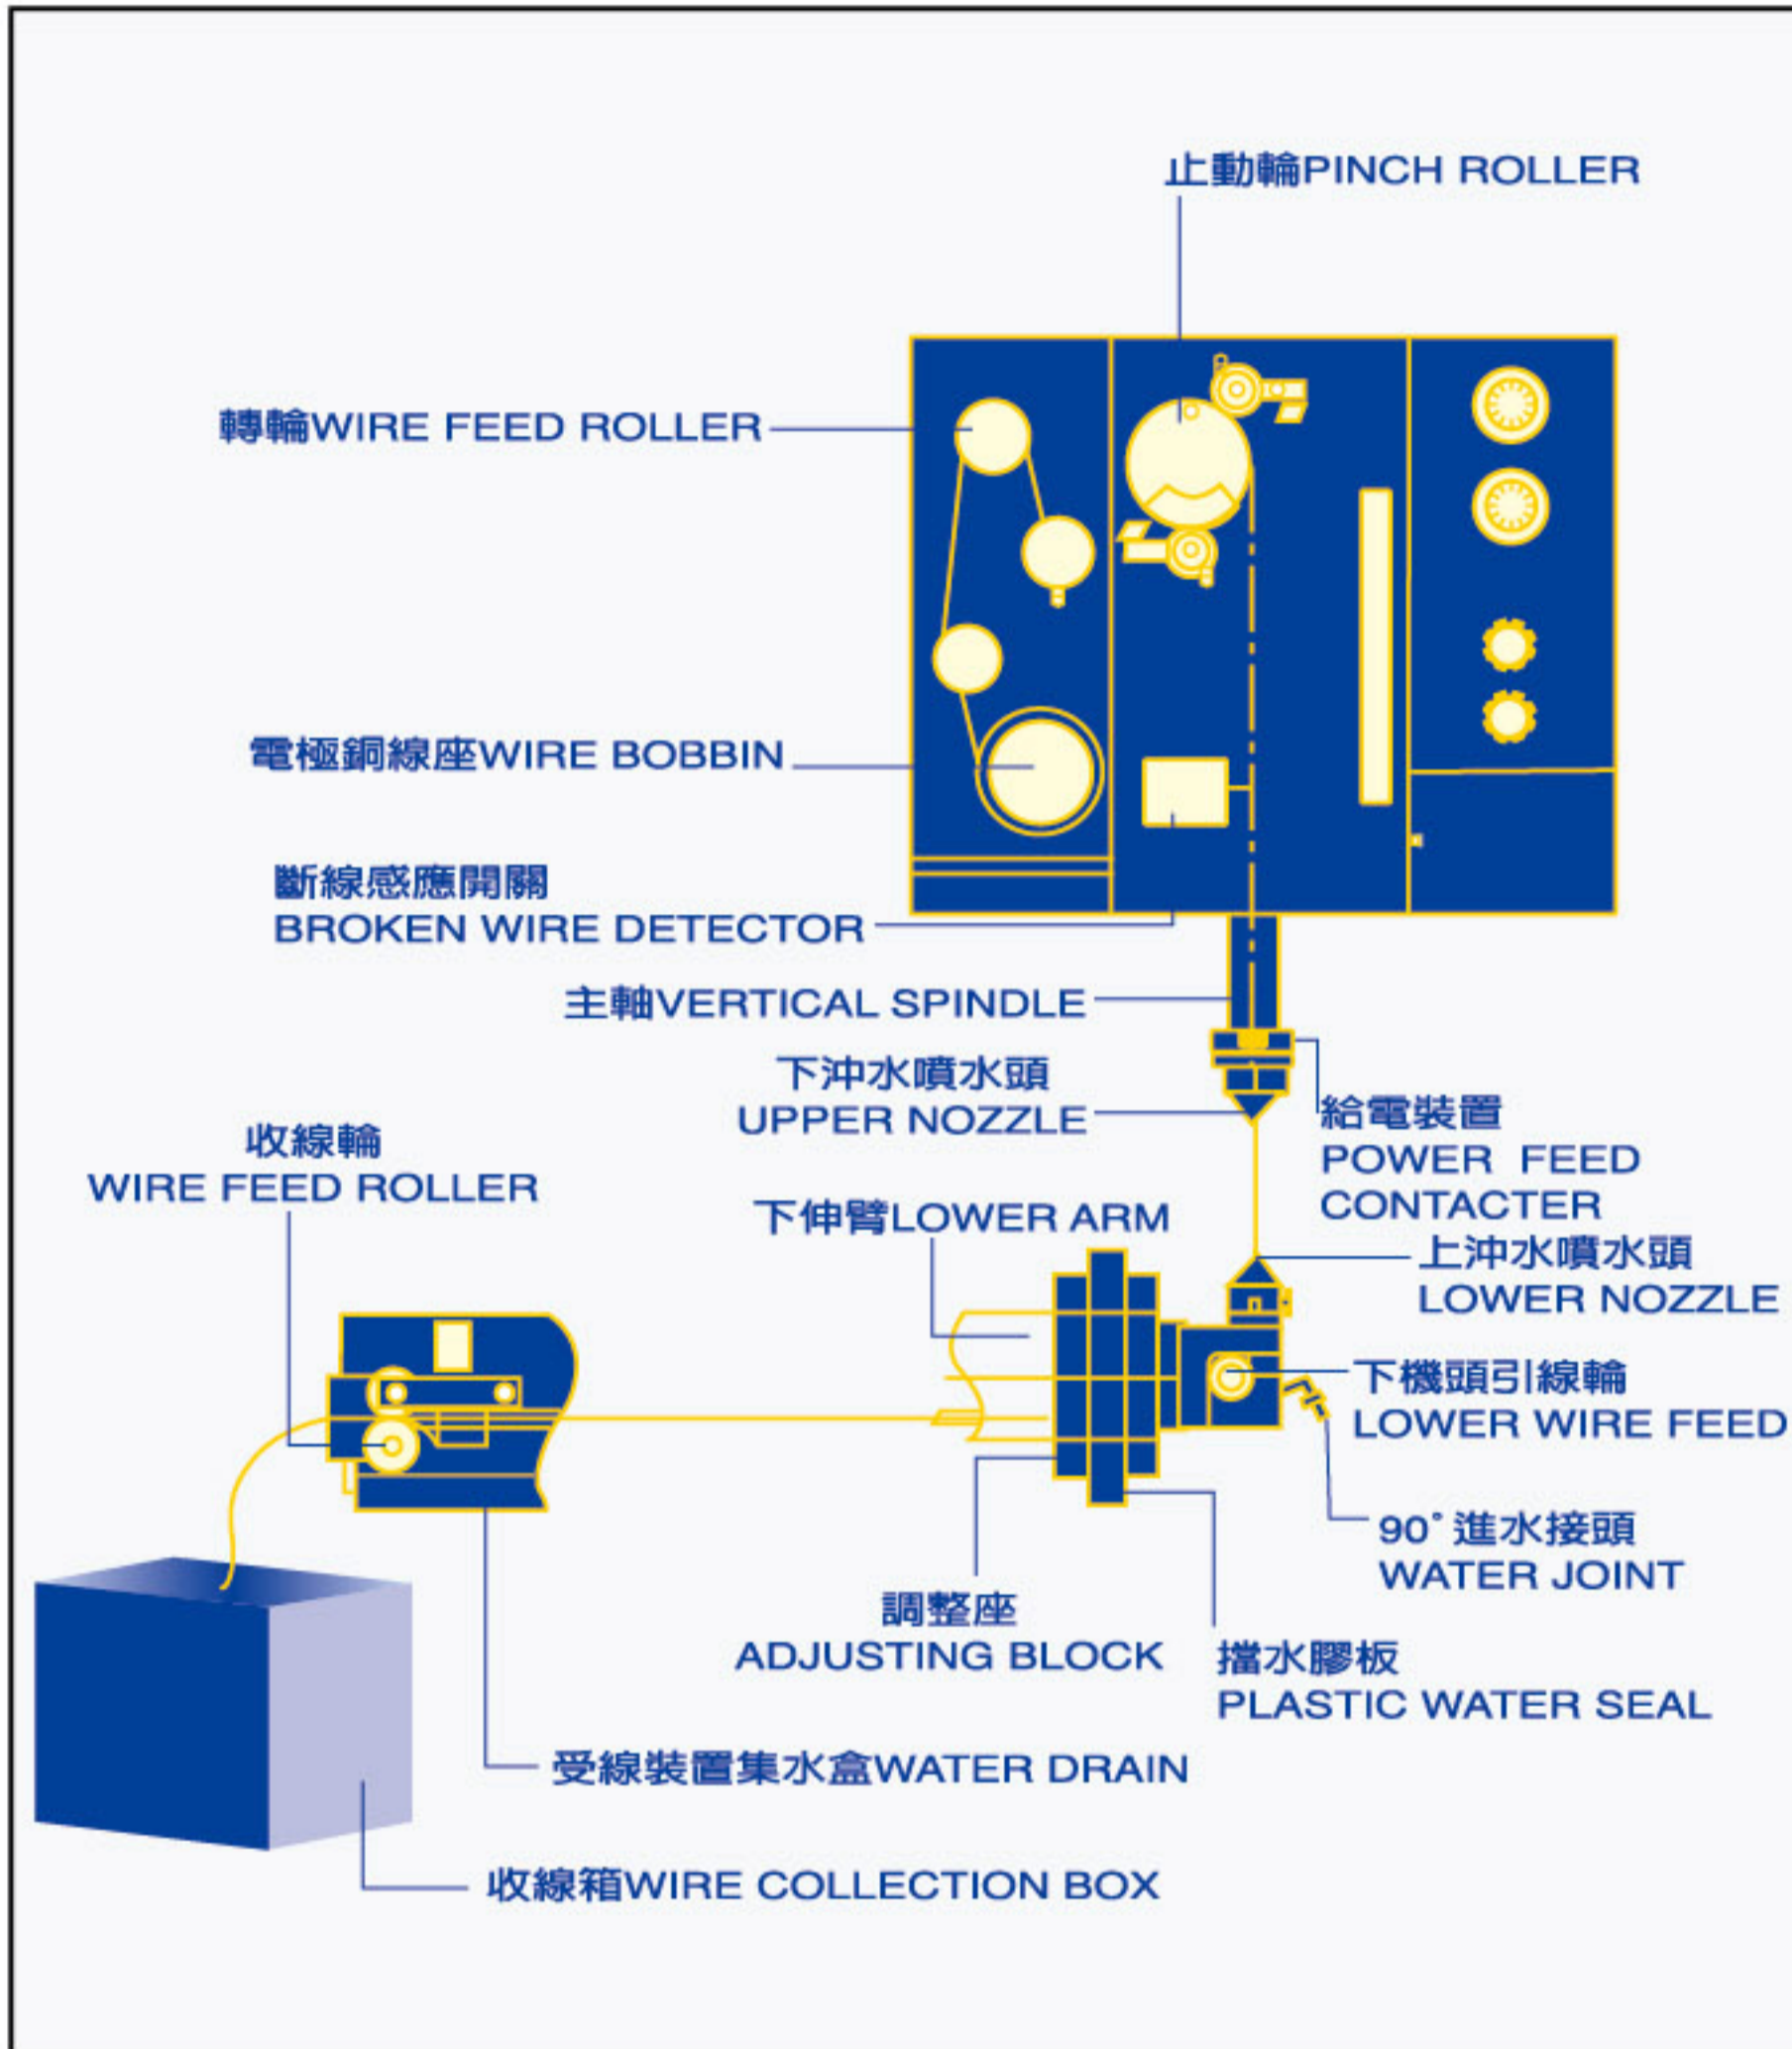 止動輪PINCH ROLLER
轉輪WIRE FEED ROLLER
電極銅線座WIRE BOBBIN
斷線感應開關
BROKEN WIRE DETECTOR
主軸VERTICAL SPINDLE
下沖水噴水頭
UPPER NOZZLE
給電裝置
POWER FEED
CONTACTER
收線輪
WIRE FEED ROLLER
下伸臂LOWER ARM
上沖水噴水頭
LOWER NOZZLE
下機頭引線輪
LOWER WIRE FEED
90°進水接頭
WATER JOINT
調整座
ADJUSTING BLOCK
擋水膠板
PLASTIC WATER SEAL
受線裝置集水盒WATER DRAIN
收線箱WIRE COLLECTION BOX